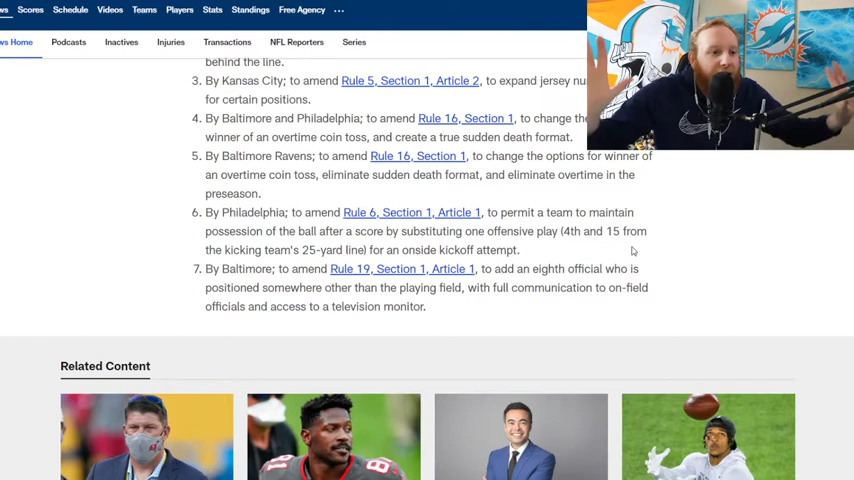 ws Scores Schedule Videos Teams Players Stats Standings Free Agency
ws Home Podcasts Inactives Injuries Transactions NFL Reporters Series
behind the line.
3. By Kansas City; to amend Rule 5, Section 1, Article 2, to expand jersey nu
for certain positions.
4. By Baltimore and Philadelphia; to amend Rule 16, Section 1, to change the
winner of an overtime coin toss, and create a true sudden death format.
5. By Baltimore Ravens; to amend Rule 16, Section 1, to change the options for winner of
an overtime coin toss, eliminate sudden death format, and eliminate overtime in the
preseason.
6. By Philadelphia; to amend Rule 6, Section 1, Article 1, to permit a team to maintain
possession of the ball after a score by substituting one offensive play (4th and 15 from
the kicking team's 25-yard line) for an onside kickoff attempt.
7. By Baltimore; to amend Rule 19, Section 1, Article 1, to add an eighth official who is
positioned somewhere other than the playing field, with full communication to on-field
officials and access to a television monitor.
Related Content
81